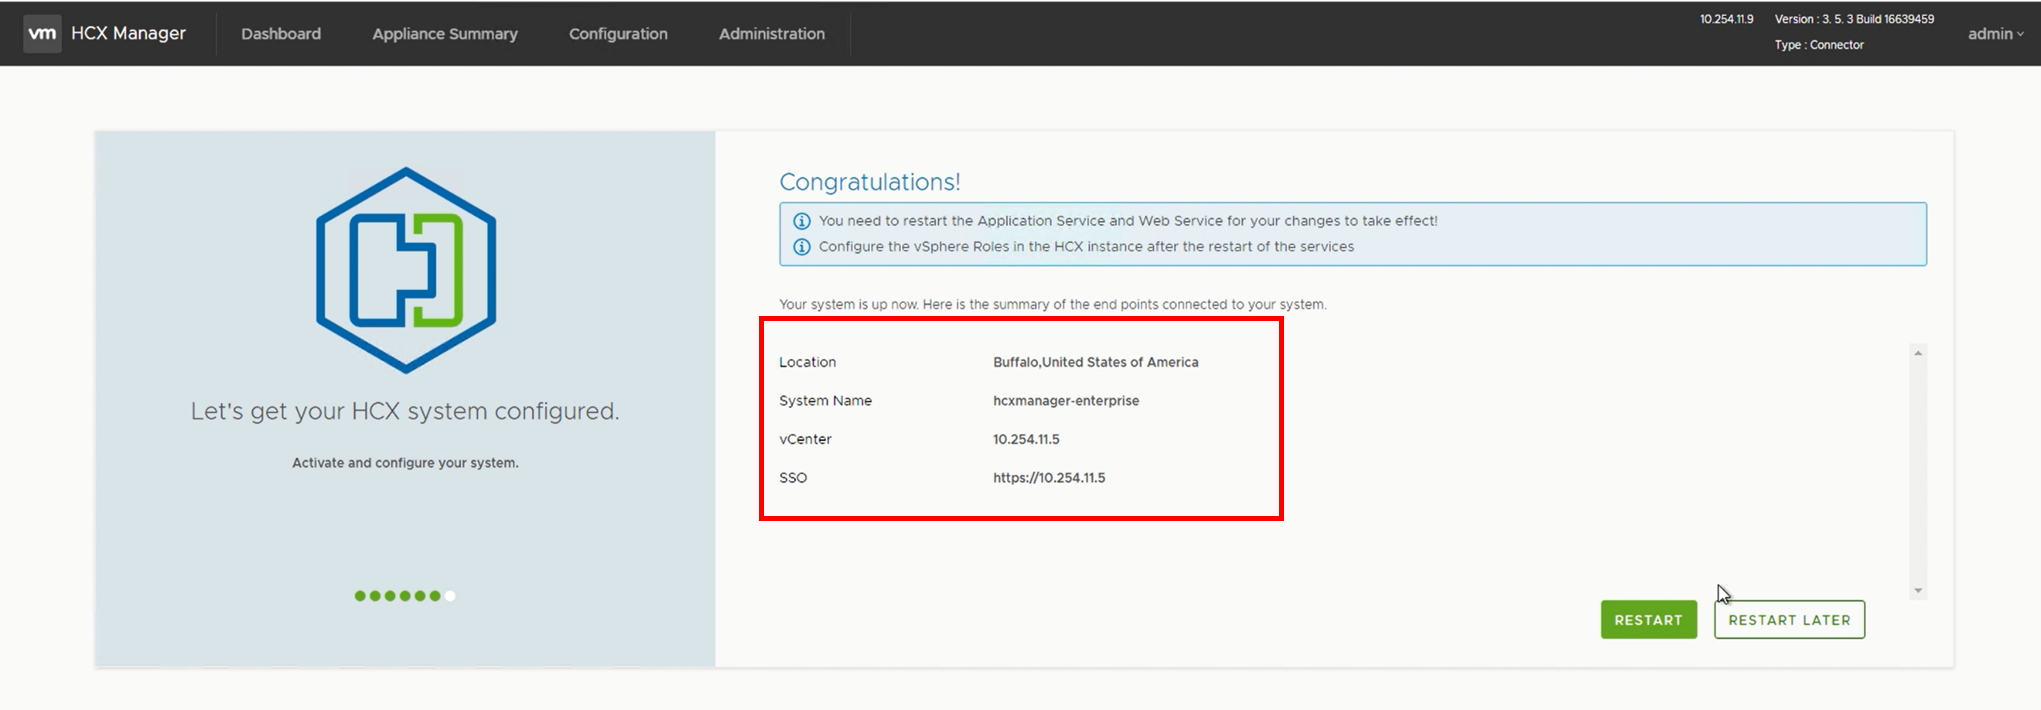 vm HCX Manager Dashboard Appliance Summary Configuration Administration 10.254.11.9 Version : 3. 5. 3 Build 16639459 admin
Type : Connector
Let's get your HCX system configured.
Activate and configure your system.
Congratulations!
You need to restart the Application Service and Web Service for your changes to take effect!
Configure the vSphere Roles in the HCX instance after the restart of the services
Your system is up now. Here is the summary of the end points connected to your system.
Location Buffalo,United States of America
System Name hcxmanager-enterprise
vCenter 10.254.11.5
SSO https://10.254.11.5
RESTART RESTART LATER